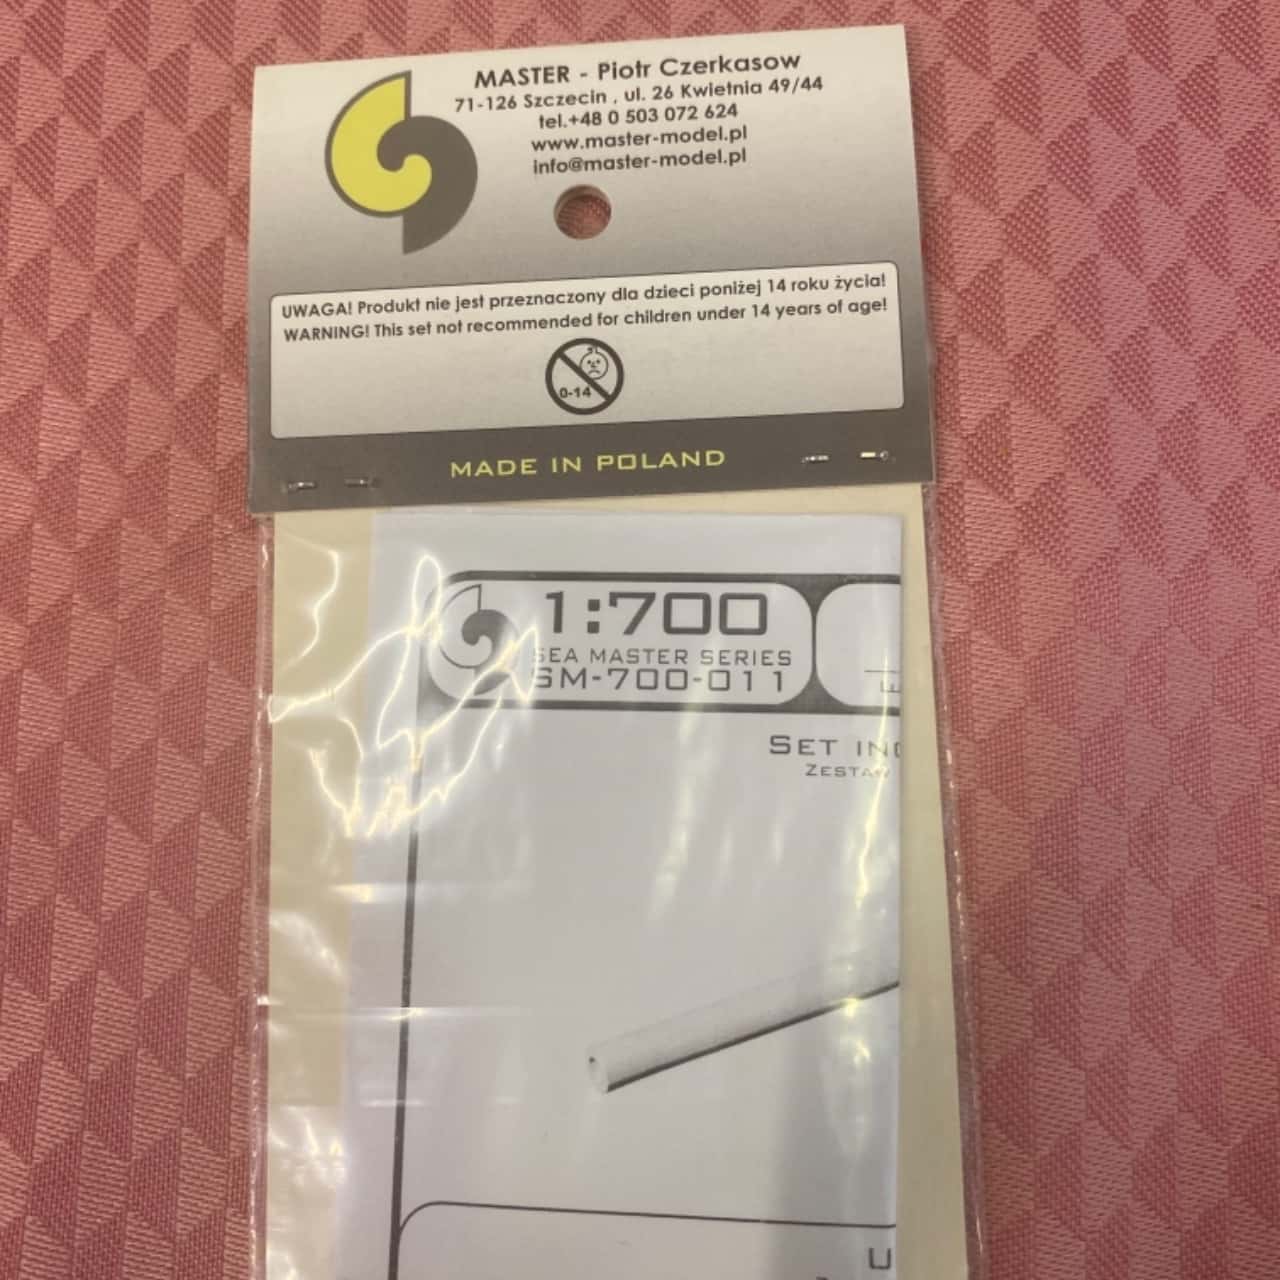 MASTER - Piotr Czerkasow
71-126 Szczecin , ul. 26 Kwietnia 49/44
tel.+48 0 503 072 624
www.master-model.pl
info@master-model.pl
UWAGA! Produkt nie jest przeznaczony dla dzieci poniżej 14 roku życia!
WARNING! This set not recommended for children under 14 years of age!
0-14
MADE IN POLAND
1:700
SEA MASTER SERIES
SM-700-011
SET INC
ZESTAW
U